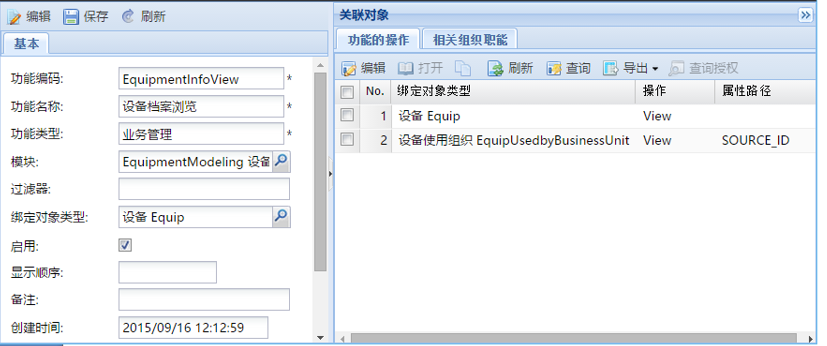 编辑 保存 刷新
基本
功能编码: EquipmentInfoView *
功能名称: 设备档案浏览 *
功能类型: 业务管理 *
模块: EquipmentModeling 设备
过滤器:
绑定对象类型: 设备 Equip
启用:
显示顺序:
备注:
创建时间: 2015/09/16 12:12:59
关联对象
功能的操作 相关组织职能
编辑 打开 刷新 查询 导出 查询授权
No. 绑定对象类型 操作 属性路径
1 设备 Equip View
2 设备使用组织 EquipUsedbyBusinessUnit View SOURCE_ID